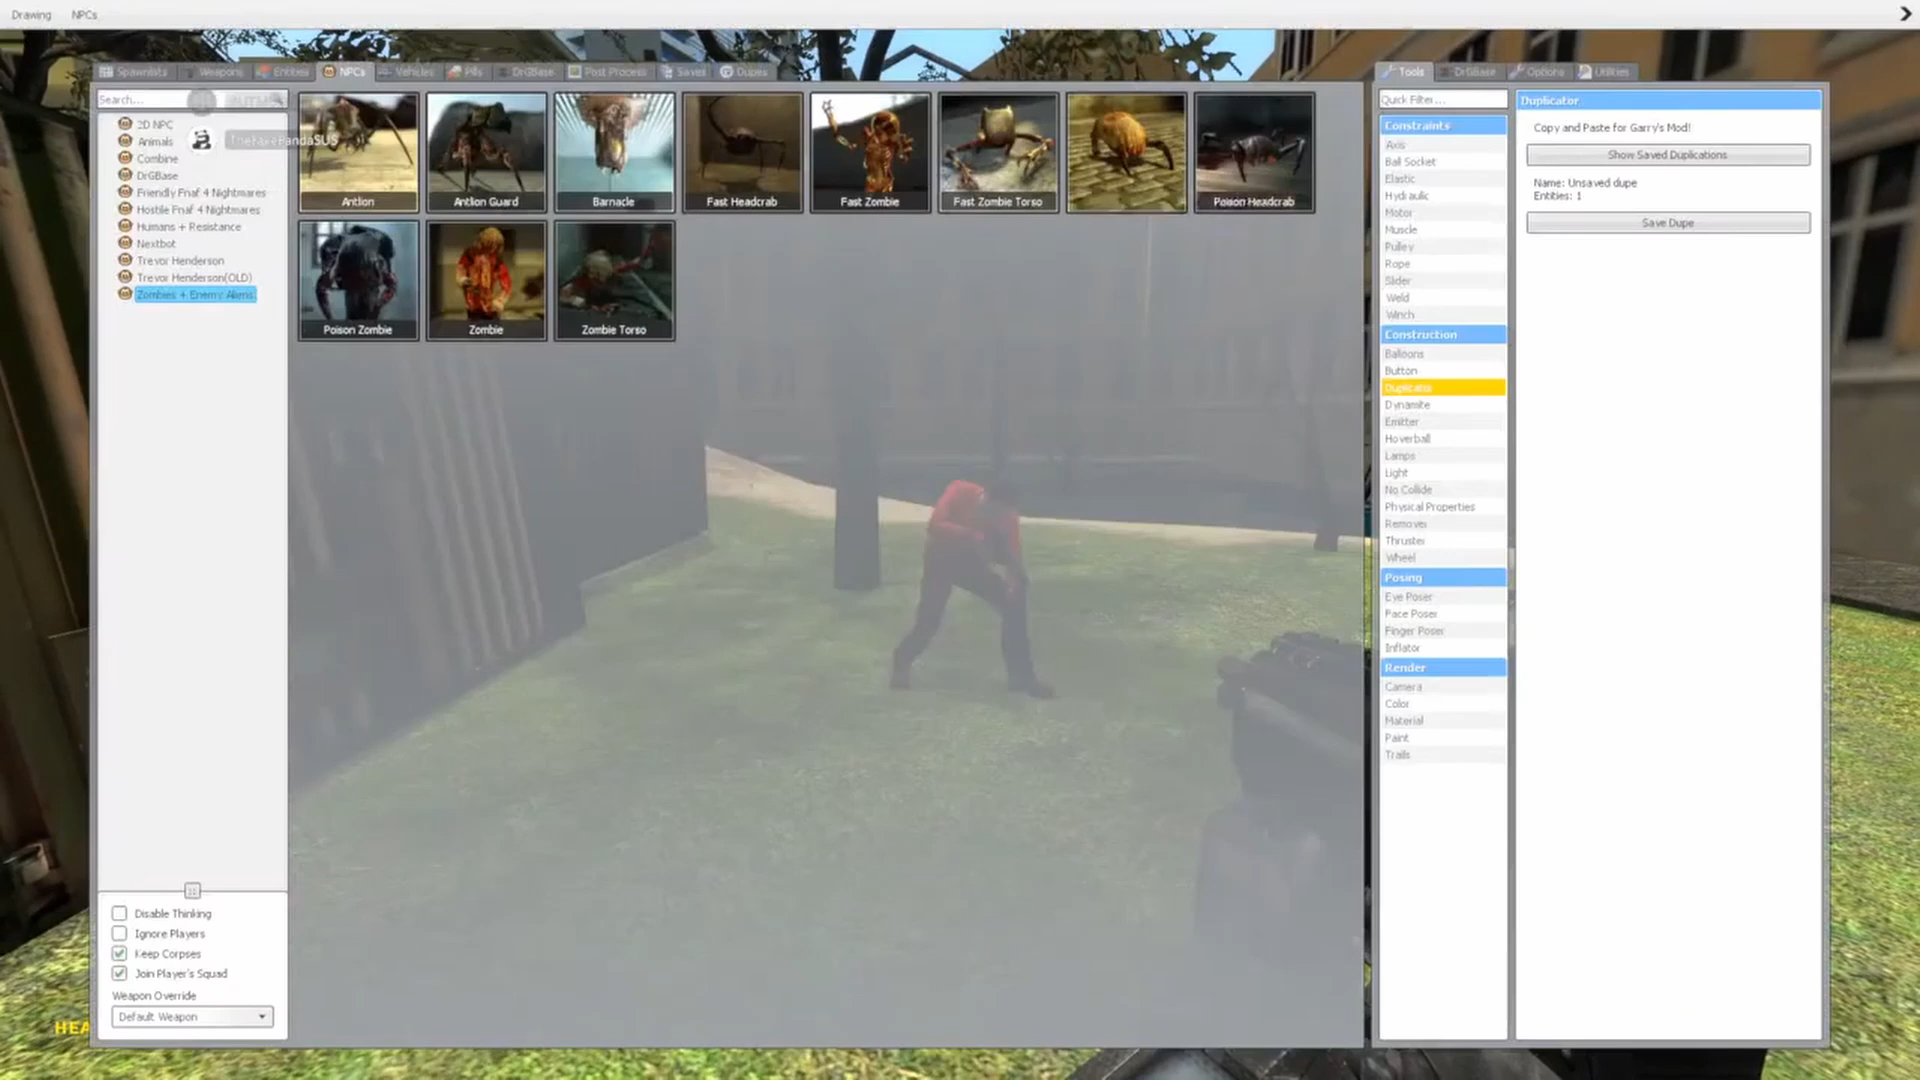 Drawing NPCs
Spawnlists Weapons Entities NPCs Vehicles Pills DrGBase Post Process Saves Dupes
Search...
2D NPC
Animals
TheFakePandaSUS
Combine
DrGBase
Friendly Fnaf 4 Nightmares
Hostile Fnaf 4 Nightmares
Humans + Resistance
Nextbot
Trevor Henderson
Trevor Henderson(OLD)
Zombies + Enemy Aliens
Antlion
Antlion Guard
Barnacle
Fast Headcrab
Fast Zombie
Fast Zombie Torso
Poison Headcrab
Poison Zombie
Zombie
Zombie Torso
Disable Thinking
Ignore Players
Keep Corpses
Join Player's Squad
Weapon Override
Default Weapon
HEA
Tools DrGBase Options Utilities
Quick Filter...
Constraints
Axis
Ball Socket
Elastic
Hydraulic
Motor
Muscle
Pulley
Rope
Slider
Weld
Winch
Construction
Balloons
Button
Duplicator
Dynamite
Emitter
Hoverball
Lamps
Light
No Collide
Physical Properties
Remover
Thruster
Wheel
Posing
Eye Poser
Face Poser
Finger Poser
Inflator
Render
Camera
Color
Material
Paint
Trails
Duplicator
Copy and Paste for Garry's Mod!
Show Saved Duplications
Name: Unsaved dupe
Entities: 1
Save Dupe